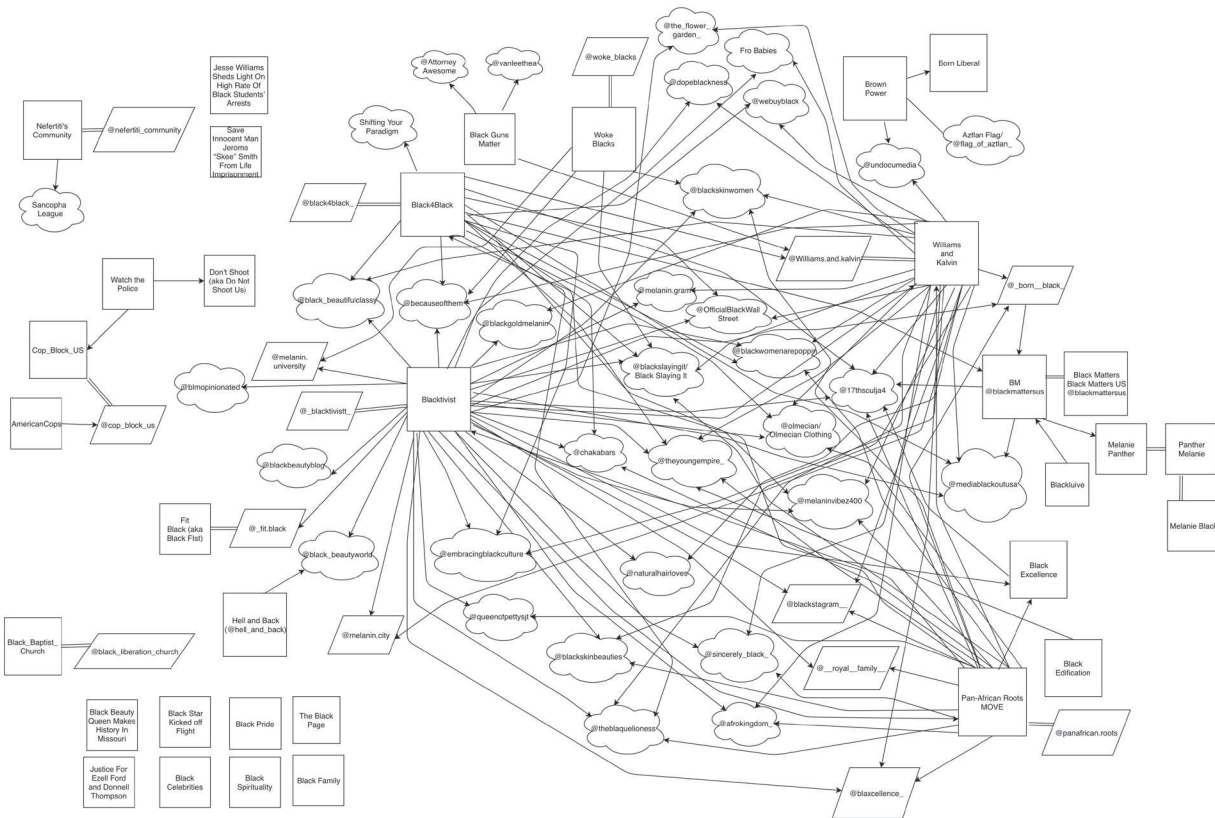 @the_flower_
garden_
Fro Babies
@woke_blacks
Born Liberal
@Attorney
Awesome
@vanleethea
Jesse Williams
Sheds Light On
High Rate Of
Black Students'
Arrests
@dopeblackness
Brown
Power
@webuyblack
Nefertiti's
Community
@nefertiti_community
Shifting Your
Paradigm
Black Guns
Matter
Woke
Blacks
Aztlan Flag/
@flag_of_aztlan_
Save
Innocent Man
Jerome
"Skee" Smith
From Life
Imprisonment
@undocumedia
@blackskinwomen
Sancopha
League
@black4black_
Black4Black
Williams
and
Kalvin
@Williams.and.kalvin
Watch the
Police
Don't Shoot
(aka Do Not
Shoot Us)
@black_beautifulclassy
@becauseofthem
@melanin.gram
@_born__black_
@OfficialBlackWall
Street
@blackgoldmelanin
Cop_Block_US
@melanin.
university
@blackwomenarepoppin
@blackslayingit/
Black Slaying It
@blmopinionated
Blacktivist
@17thsculja4
BM
@blackmattersus
Black Matters
Black Matters US
@blackmattersus
AmericanCops
@cop_block_us
@_blacktivistt_
@olmecian/
Olmecian Clothing
@chakabars
@theyoungempire_
Melanie
Panther
Panther
Melanie
@blackbeautyblog
@mediablackoutusa
Blackluive
@melaninvibez400
Fit
Black (aka
Black FIst)
@_fit.black
Melanie Black
@black_beautyworld
@embracingblackculture
@naturalhairloves
Black
Excellence
@blackstagram__
Hell and Back
(@hell_and_back)
@queencfpettysjt
@melanin.city
Black_Baptist_
Church
@black_liberation_church
@blackskinbeauties
@sincerely_black_
@__royal__family__
Black
Edification
Pan-African Roots
MOVE
Black Beauty
Queen Makes
History In
Missouri
Black Star
Kicked off
Flight
Black Pride
The Black
Page
@theblaquelioness
@afrokingdom_
@panafrican.roots
Justice For
Ezell Ford
and Donnell
Thompson
Black
Celebrities
Black
Spirituality
Black Family
@blaxcellence_